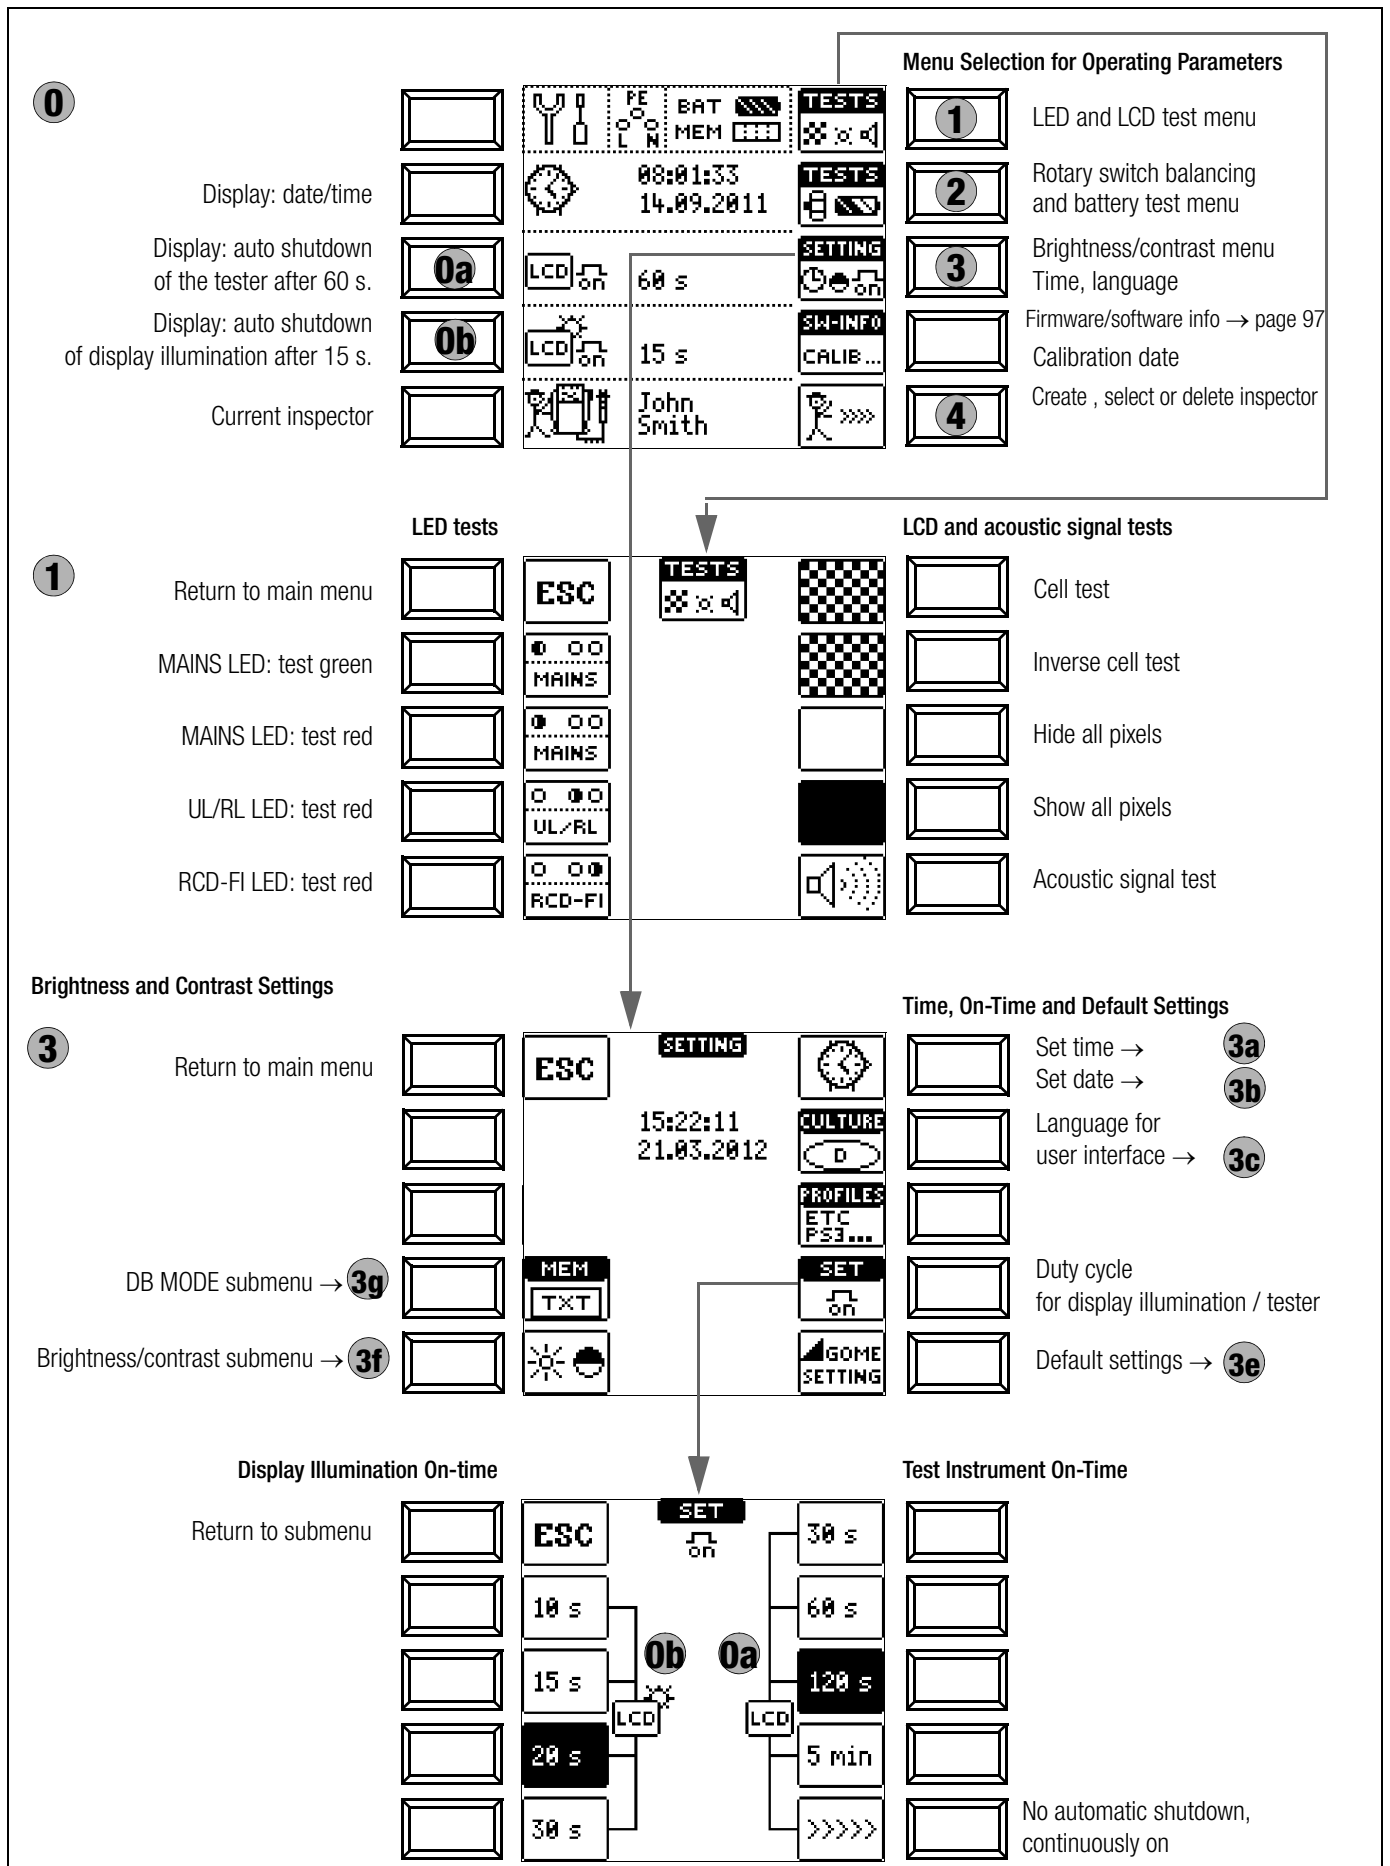 Menu Selection for Operating Parameters
0
PE
L N
BAT
MEM
TESTS
1
LED and LCD test menu
Display: date/time
08:01:33
14.09.2011
TESTS
2
Rotary switch balancing
and battery test menu
Display: auto shutdown
of the tester after 60 s.
0a
LCD
on
60 s
SETTING
on
3
Brightness/contrast menu
Time, language
Display: auto shutdown
of display illumination after 15 s.
0b
LCD
on
15 s
SW-INFO
CALIB...
Firmware/software info → page 97
Calibration date
Current inspector
John
Smith
»»
4
Create , select or delete inspector
LED tests
LCD and acoustic signal tests
1
Return to main menu
ESC
TESTS
Cell test
MAINS LED: test green
MAINS
Inverse cell test
MAINS LED: test red
MAINS
Hide all pixels
UL/RL LED: test red
UL/RL
Show all pixels
RCD-FI LED: test red
RCD-FI
Acoustic signal test
Brightness and Contrast Settings
Time, On-Time and Default Settings
3
Return to main menu
ESC
SETTING
Set time → 3a
Set date → 3b
15:22:11
21.03.2012
CULTURE
D
Language for
user interface → 3c
PROFILES
ETC
PS3...
DB MODE submenu → 3g
MEM
TXT
SET
on
Duty cycle
for display illumination / tester
Brightness/contrast submenu → 3f
GOME
SETTING
Default settings → 3e
Display Illumination On-time
Test Instrument On-Time
Return to submenu
ESC
SET
on
30 s
10 s
60 s
0b
0a
15 s
LCD
LCD
120 s
20 s
5 min
30 s
>>>>>
No automatic shutdown,
continuously on